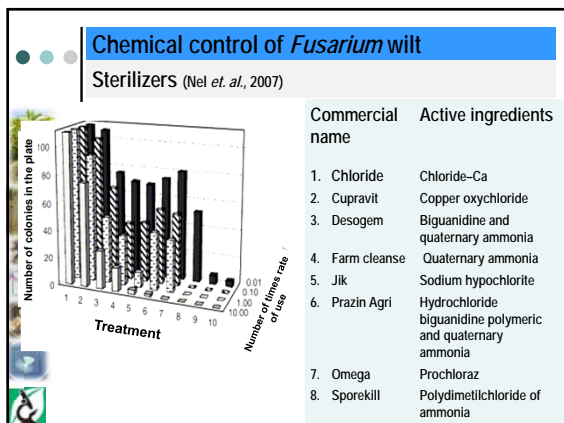 Chemical control of Fusarium wilt
Sterilizers (Nel et. al., 2007)
Number of colonies in the plate
100
80
60
40
20
0
1 2 3 4 5 6 7 8 9 10
Treatment
0.01
0.10
1.00
10.00
Number of times rate of use
Commercial name Active ingredients
1. Chloride Chloride–Ca
2. Cupravit Copper oxychloride
3. Desogem Biguanidine and
quaternary ammonia
4. Farm cleanse Quaternary ammonia
5. Jik Sodium hypochlorite
6. Prazin Agri Hydrochloride
biguanidine polymeric
and quaternary
ammonia
7. Omega Prochloraz
8. Sporekill Polydimetilchloride of
ammonia